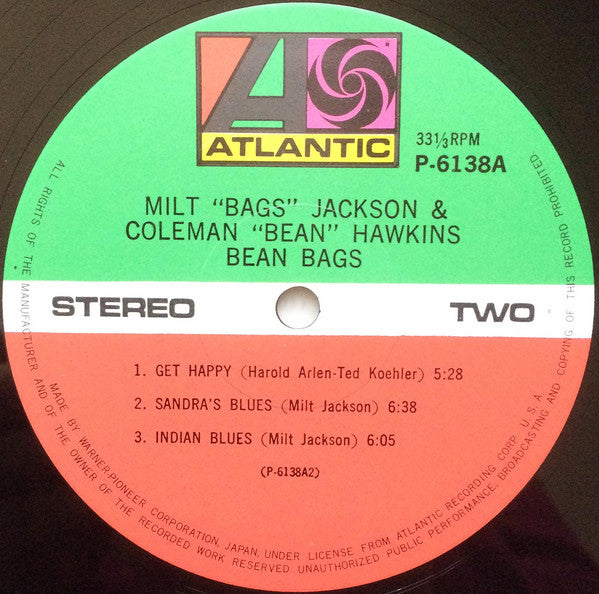 ATLANTIC
33⅓ RPM
P-6138A
MILT "BAGS" JACKSON &
COLEMAN "BEAN" HAWKINS
BEAN BAGS
STEREO
TWO
1. GET HAPPY (Harold Arlen-Ted Koehler) 5:28
2. SANDRA'S BLUES (Milt Jackson) 6:38
3. INDIAN BLUES (Milt Jackson) 6:05
(P-6138A2)
MADE BY WARNER-PIONEER CORPORATION, JAPAN, UNDER LICENSE FROM ATLANTIC RECORDING CORP. U.S.A.
ALL RIGHTS OF THE MANUFACTURER AND OF THE OWNER OF THE RECORDED WORK RESERVED. UNAUTHORIZED PUBLIC PERFORMANCE, BROADCASTING AND COPYING OF THIS RECORD PROHIBITED.